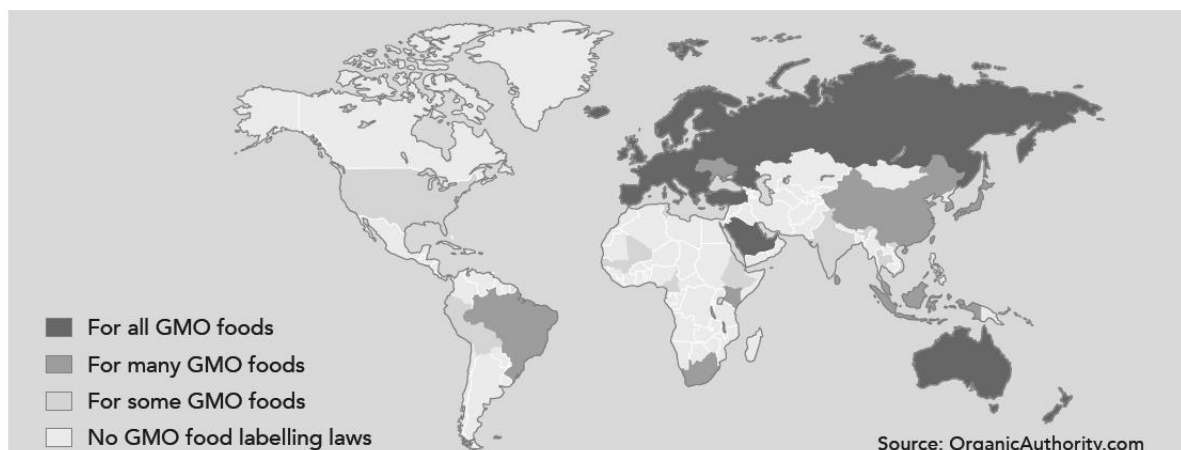 For all GMO foods
For many GMO foods
For some GMO foods
No GMO food labelling laws
Source: OrganicAuthority.com